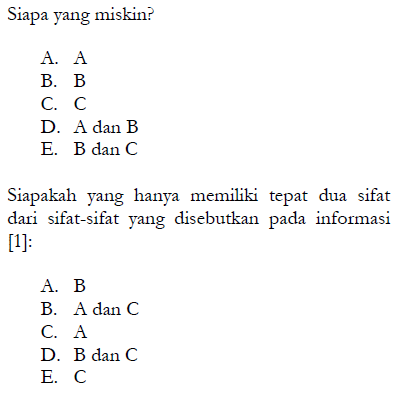 Siapa yang miskin?
A. A
B. B
C. C
D. A dan B
E. B dan C
Siapakah yang hanya memiliki tepat dua sifat
dari sifat-sifat yang disebutkan pada informasi
[1]:
A. B
B. A dan C
C. A
D. B dan C
E. C